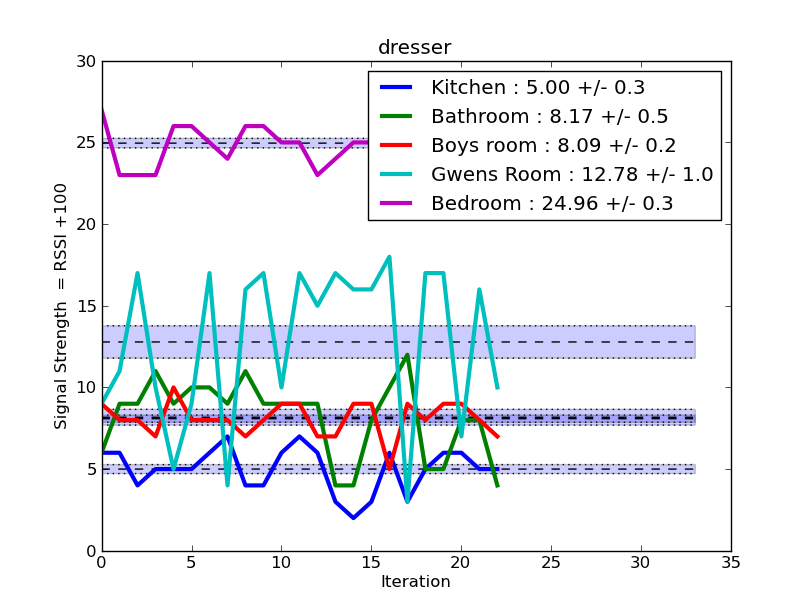 dresser
Kitchen : 5.00 +/- 0.3
Bathroom : 8.17 +/- 0.5
Boys room : 8.09 +/- 0.2
Gwens Room : 12.78 +/- 1.0
Bedroom : 24.96 +/- 0.3
Signal Strength = RSSI +100
30
25
20
15
10
5
0
0 5 10 15 20 25 30 35
Iteration